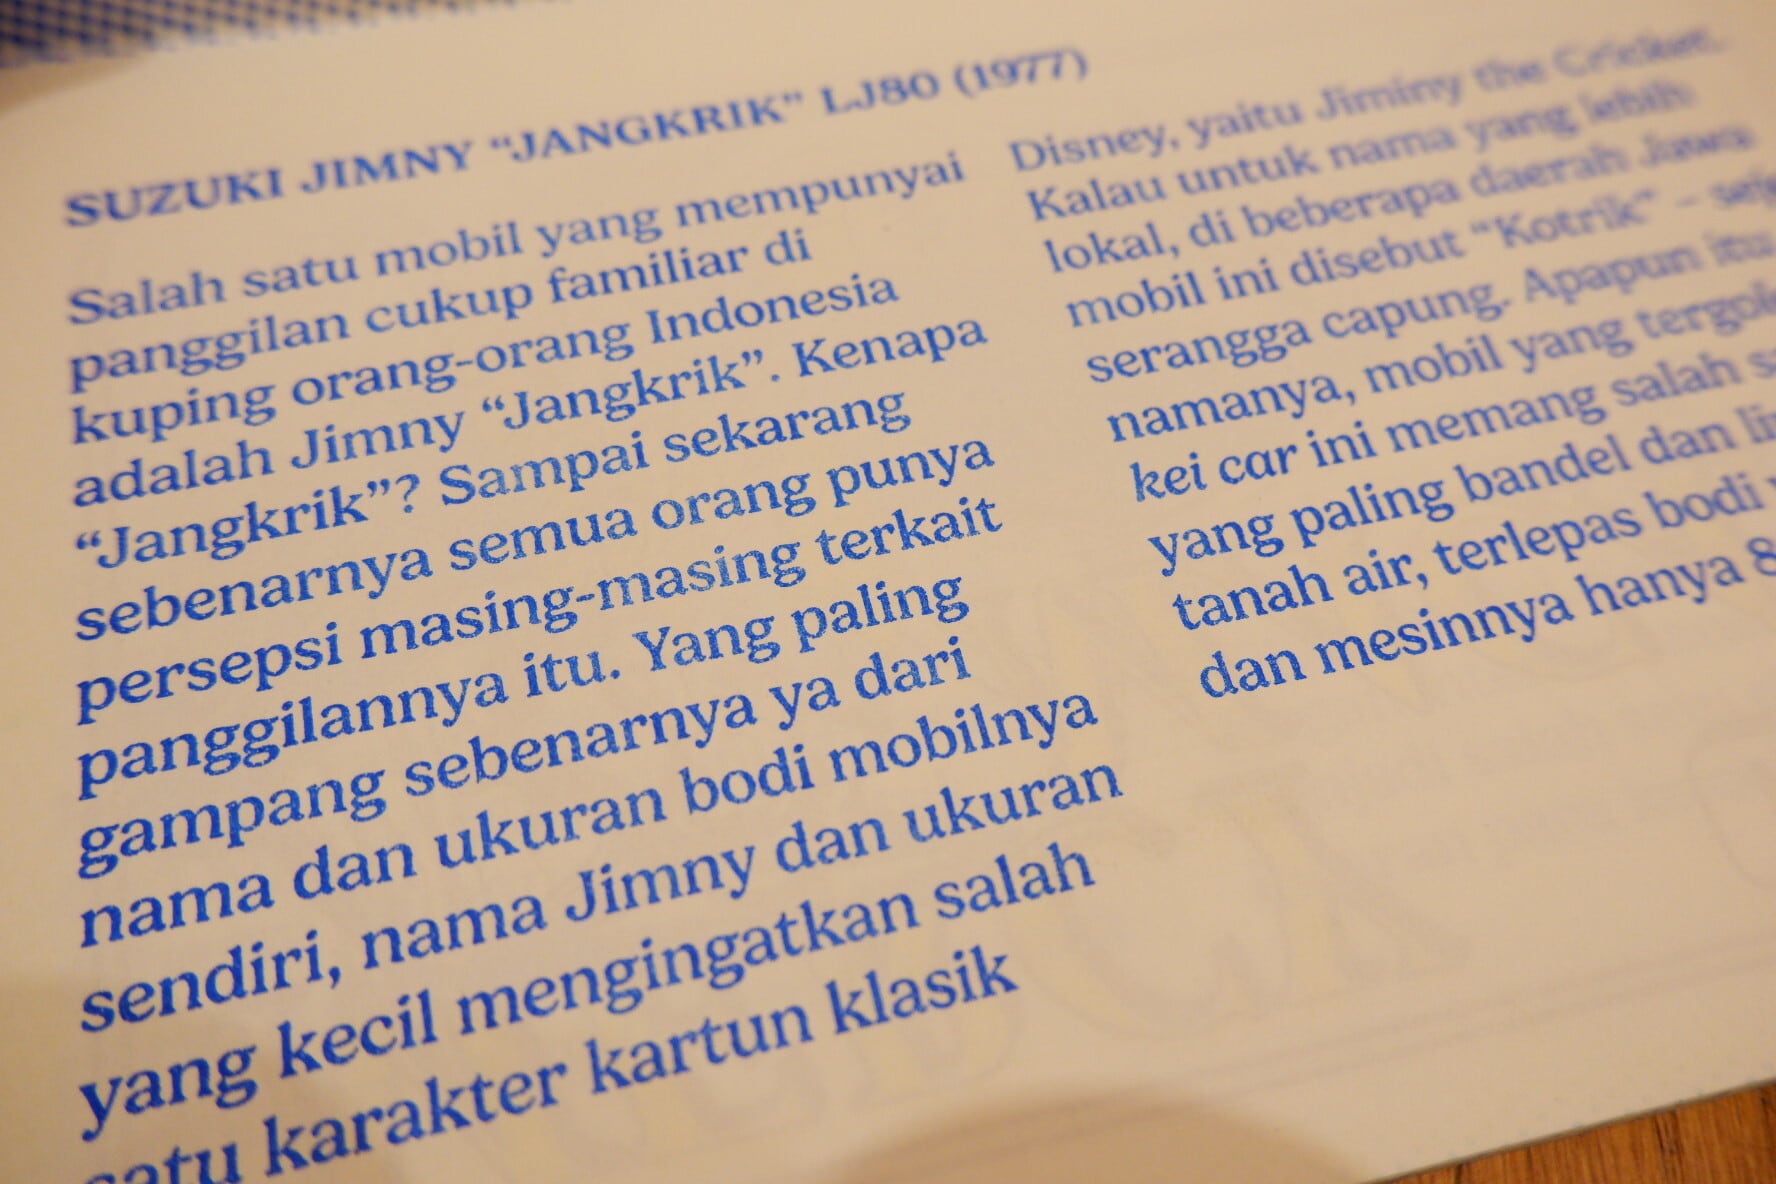 SUZUKI JIMNY “JANGKRIK” LJ80 (1977)
Salah satu mobil yang mempunyai
panggilan cukup familiar di
kuping orang-orang Indonesia
adalah Jimny “Jangkrik”. Kenapa
“Jangkrik”? Sampai sekarang
sebenarnya semua orang punya
persepsi masing-masing terkait
panggilannya itu. Yang paling
gampang sebenarnya ya dari
nama dan ukuran bodi mobilnya
sendiri, nama Jimny dan ukuran
yang kecil mengingatkan salah
satu karakter kartun klasik
Disney, yaitu Jiminy the Cricket.
Kalau untuk nama yang lebih
lokal, di beberapa daerah Jawa
mobil ini disebut “Kotrik” –
serangga capung. Apapun itu
namanya, mobil yang
kei car ini memang salah
yang paling bandel dan
tanah air, terlepas bodi
dan mesinnya hanya